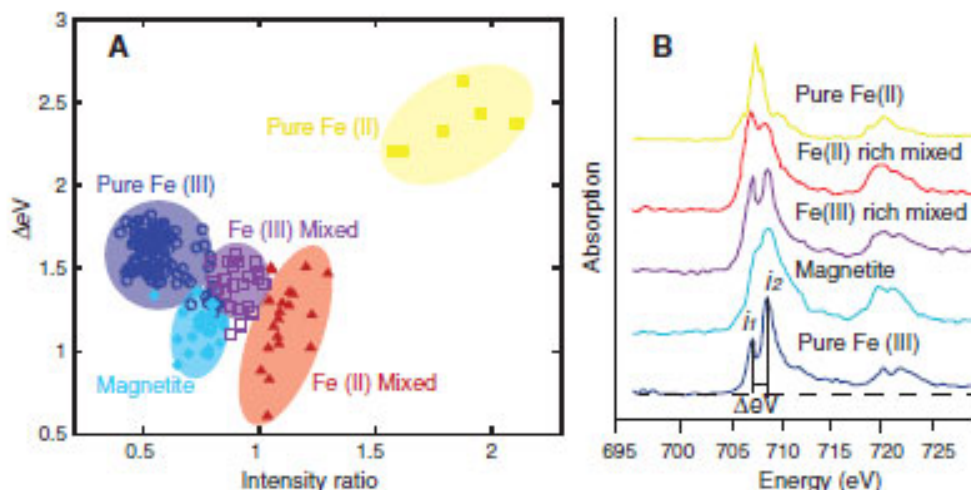 A
3
2.5
2
1.5
1
0.5
ΔeV
0.5
1
1.5
2
Intensity ratio
Pure Fe (II)
Pure Fe (III)
Fe (III) Mixed
Magnetite
Fe (II) Mixed
B
Absorption
Pure Fe(II)
Fe(II) rich mixed
Fe(III) rich mixed
Magnetite
i1
i2
Pure Fe (III)
ΔeV
695 700 705 710 715 720 725
Energy (eV)